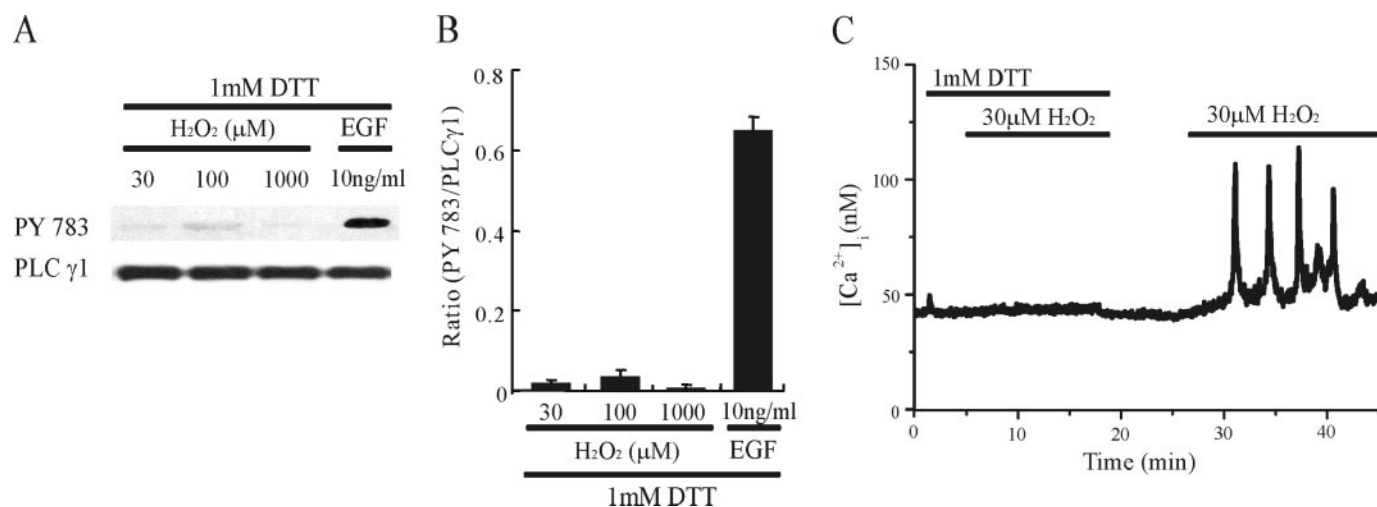 A
1mM DTT
H₂O₂ (μM) EGF
30 100 1000 10ng/ml
PY 783
PLC γ1
B
Ratio (PY 783/PLCγ1)
0.8
0.6
0.4
0.2
0
30 100 1000 10ng/ml
H₂O₂ (μM) EGF
1mM DTT
C
[Ca²⁺]ᵢ (nM)
150
100
50
0
1mM DTT
30μM H₂O₂ 30μM H₂O₂
0 10 20 30 40
Time (min)